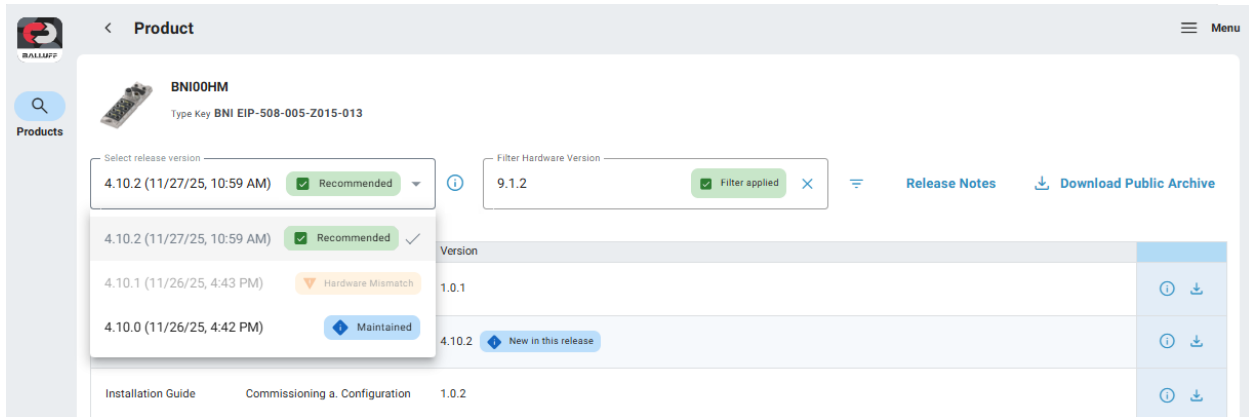 Product
Menu
BALLUFF
BNI00HM
Type Key BNI EIP-508-005-Z015-013
Products
Select release version
4.10.2 (11/27/25, 10:59 AM) Recommended
Filter Hardware Version
9.1.2 Filter applied
Release Notes
Download Public Archive
4.10.2 (11/27/25, 10:59 AM) Recommended
4.10.1 (11/26/25, 4:43 PM) Hardware Mismatch
4.10.0 (11/26/25, 4:42 PM) Maintained
Version
1.0.1
4.10.2 New in this release
Installation Guide Commissioning a. Configuration 1.0.2